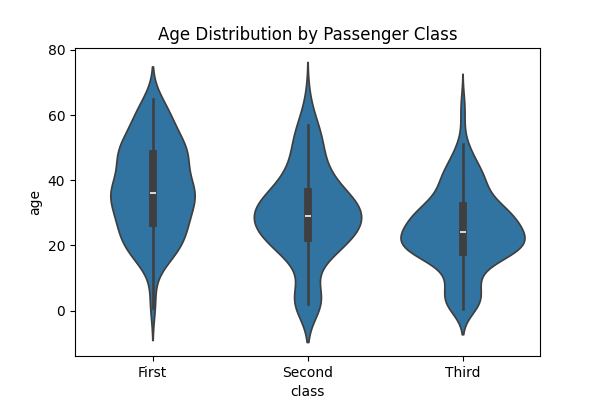 Age Distribution by Passenger Class
80
60
40
20
0
age
First Second Third
class